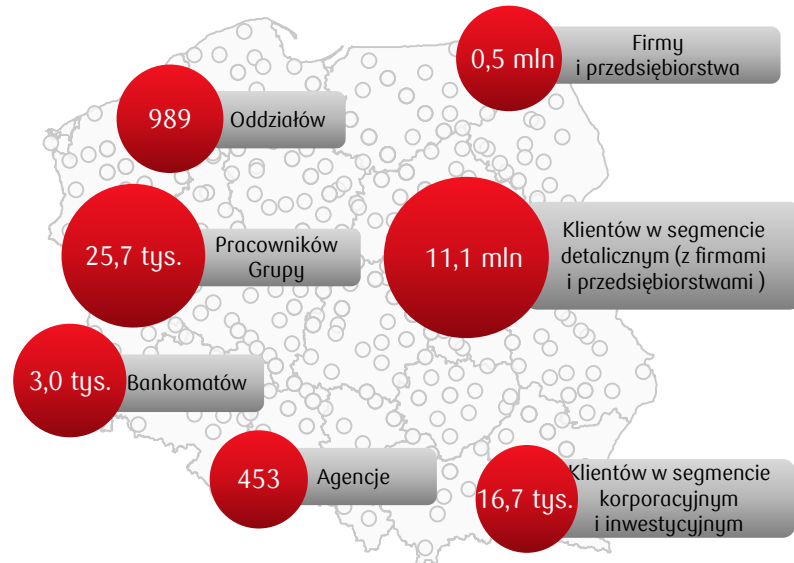 0,5 mln
Firmy
i przedsiębiorstwa
989
Oddziałów
25,7 tys.
Pracowników
Grupy
11,1 mln
Klientów w segmencie
detalicznym (z firmami
i przedsiębiorstwami )
3,0 tys.
Bankomatów
453
Agencje
16,7 tys.
Klientów w segmencie
korporacyjnym
i inwestycyjnym